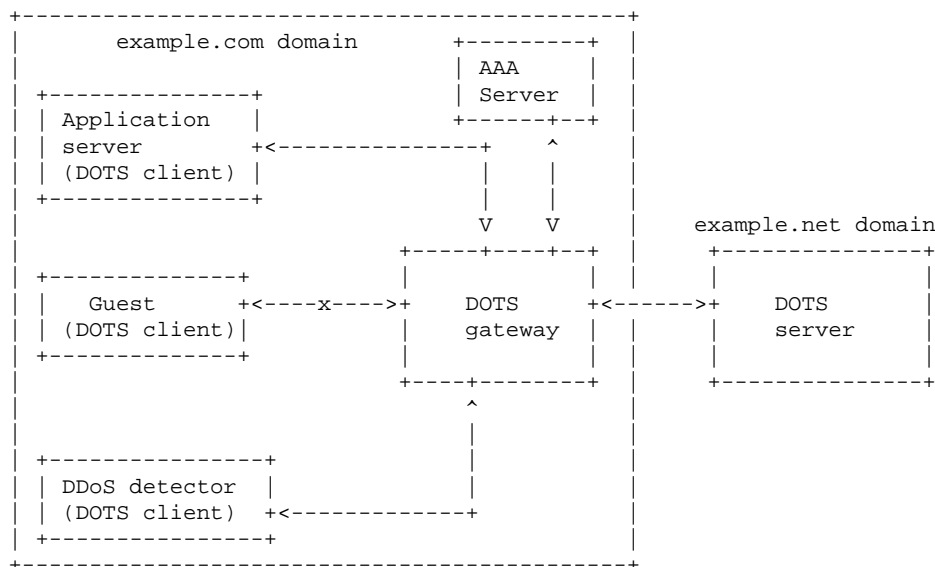 example.com domain
AAA
Server
Application
server
(DOTS client)
example.net domain
Guest
(DOTS client)
x
DOTS
gateway
DOTS
server
DDoS detector
(DOTS client)